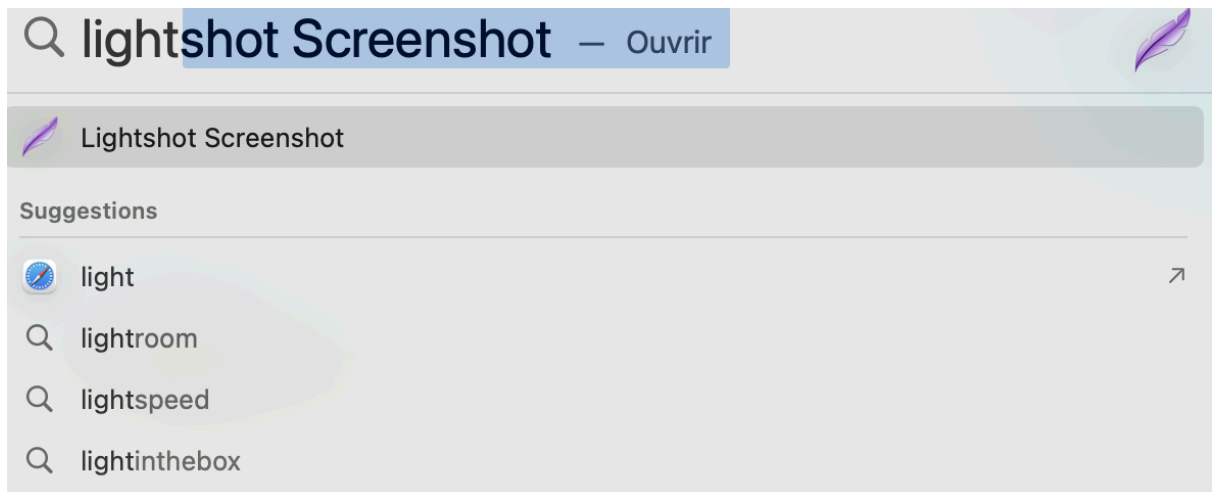 lightshot Screenshot — Ouvrir
Lightshot Screenshot
Suggestions
light
lightroom
lightspeed
lightinthebox